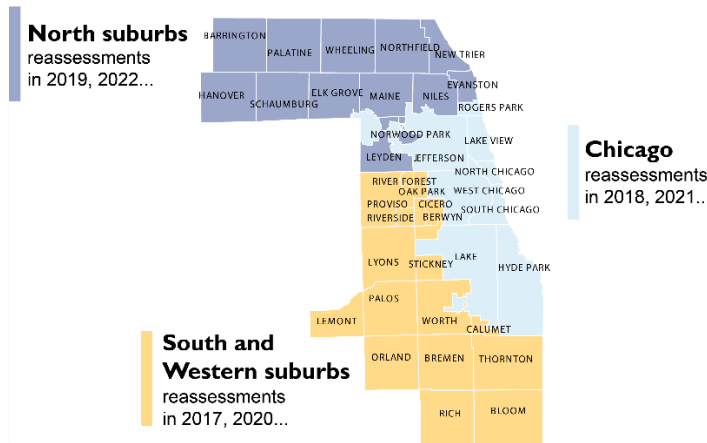 North suburbs
reassessments
in 2019, 2022...
BARRINGTON
PALATINE
WHEELING
NORTHFIELD
NEW TRIER
HANOVER
SCHAUMBURG
ELK GROVE
MAINE
NILES
EVANSTON
ROGERS PARK
NORWOOD PARK
LAKE VIEW
LEYDEN
JEFFERSON
Chicago
reassessments
in 2018, 2021..
NORTH CHICAGO
RIVER FOREST
OAK PARK
WEST CHICAGO
PROVISO
CICERO
SOUTH CHICAGO
RIVERSIDE
BERWYN
LYONS
STICKNEY
LAKE
HYDE PARK
PALOS
LEMONT
WORTH
CALUMET
South and
Western suburbs
reassessments
in 2017, 2020...
ORLAND
BREMEN
THORNTON
RICH
BLOOM